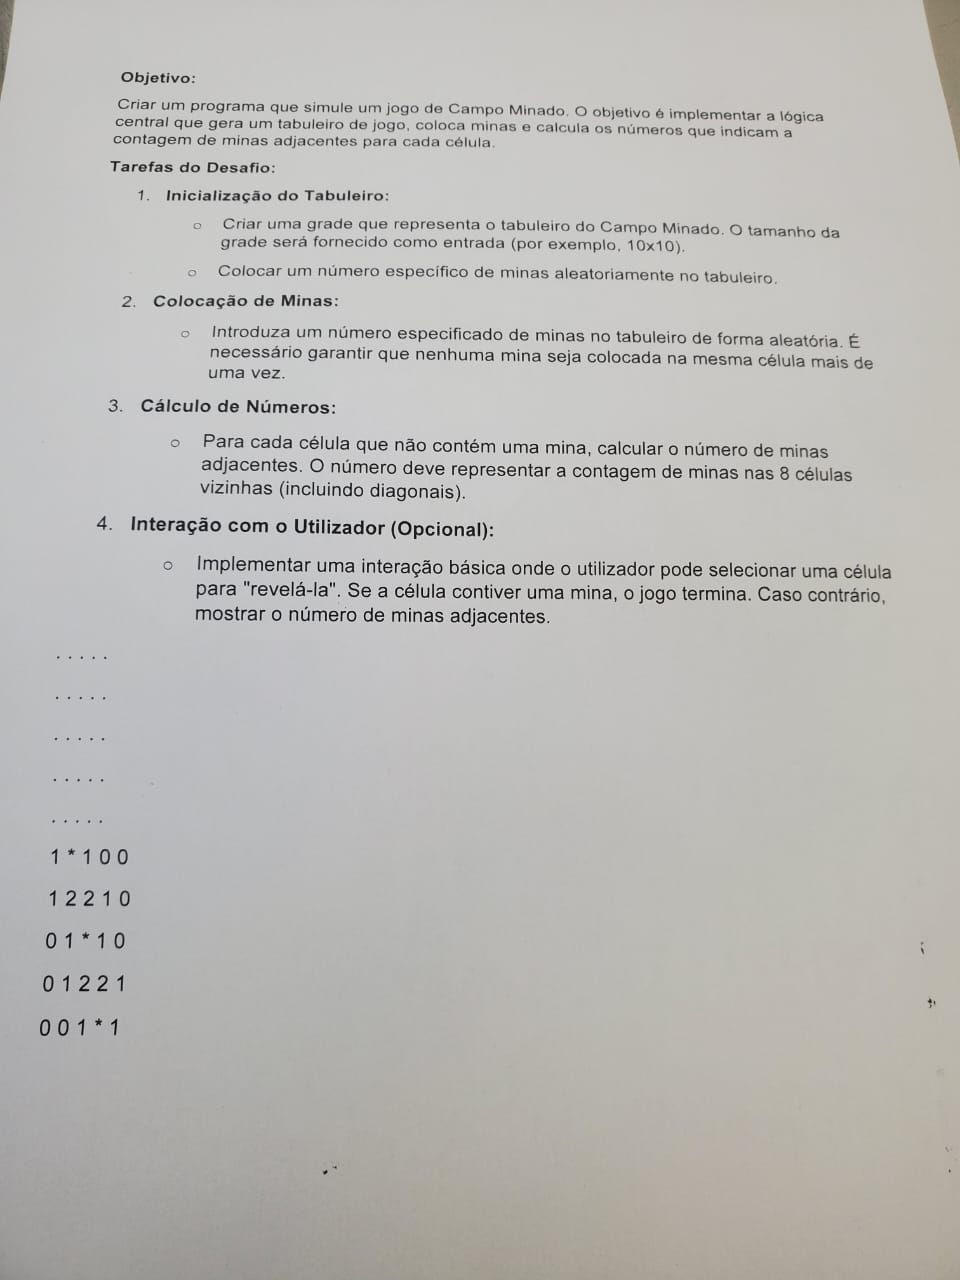 Objetivo:
Criar um programa que simule um jogo de Campo Minado. O objetivo é implementar a lógica
central que gera um tabuleiro de jogo, coloca minas e calcula os números que indicam a
contagem de minas adjacentes para cada célula.
Tarefas do Desafio:
1. Inicialização do Tabuleiro:
o Criar uma grade que representa o tabuleiro do Campo Minado. O tamanho da
grade será fornecido como entrada (por exemplo, 10x10).
o Colocar um número específico de minas aleatoriamente no tabuleiro.
2. Colocação de Minas:
o Introduza um número especificado de minas no tabuleiro de forma aleatória. É
necessário garantir que nenhuma mina seja colocada na mesma célula mais de
uma vez.
3. Cálculo de Números:
o Para cada célula que não contém uma mina, calcular o número de minas
adjacentes. O número deve representar a contagem de minas nas 8 células
vizinhas (incluindo diagonais).
4. Interação com o Utilizador (Opcional):
o Implementar uma interação básica onde o utilizador pode selecionar uma célula
para "revelá-la". Se a célula contiver uma mina, o jogo termina. Caso contrário,
mostrar o número de minas adjacentes.
. . . . .
. . . . .
. . . . .
. . . . .
. . . . .
1 * 1 0 0
1 2 2 1 0
0 1 * 1 0
0 1 2 2 1
0 0 1 * 1